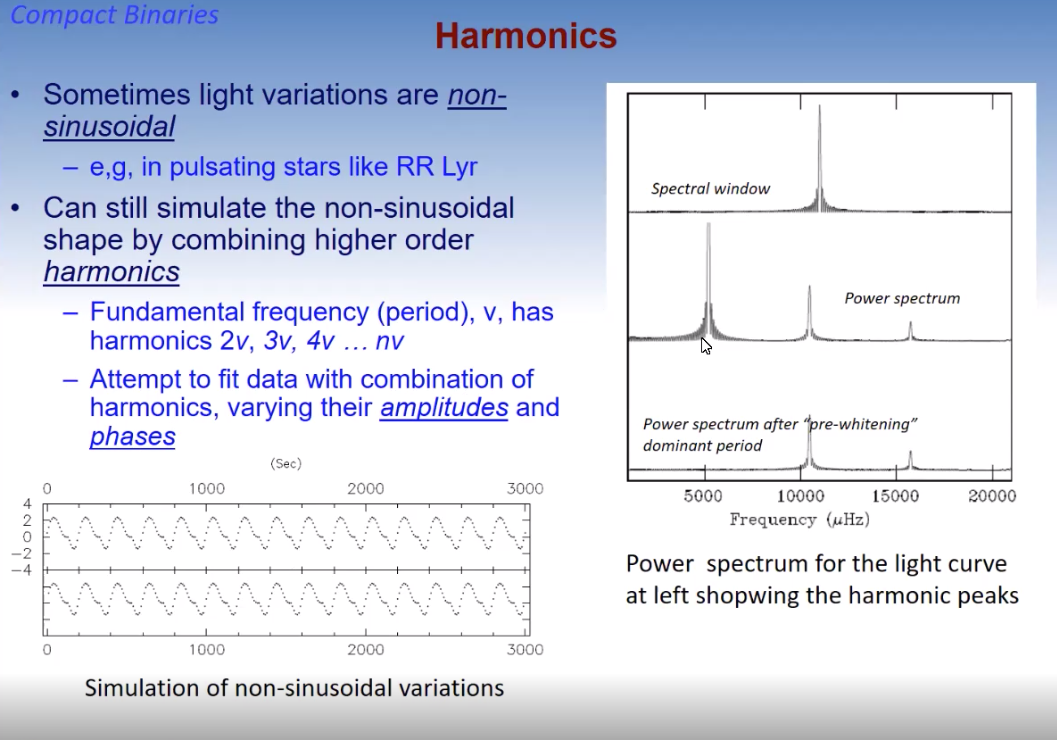 Compact Binaries
Harmonics
• Sometimes light variations are non-
sinusoidal
– e,g, in pulsating stars like RR Lyr
• Can still simulate the non-sinusoidal
shape by combining higher order
harmonics
– Fundamental frequency (period), ν, has
harmonics 2ν, 3ν, 4ν … nν
– Attempt to fit data with combination of
harmonics, varying their amplitudes and
phases
(Sec)
0 1000 2000 3000
4
2
0
−2
−4
0 1000 2000 3000
Simulation of non-sinusoidal variations
Spectral window
Power spectrum
Power spectrum after “pre-whitening”
dominant period
5000 10000 15000 20000
Frequency (μHz)
Power spectrum for the light curve
at left shopwing the harmonic peaks